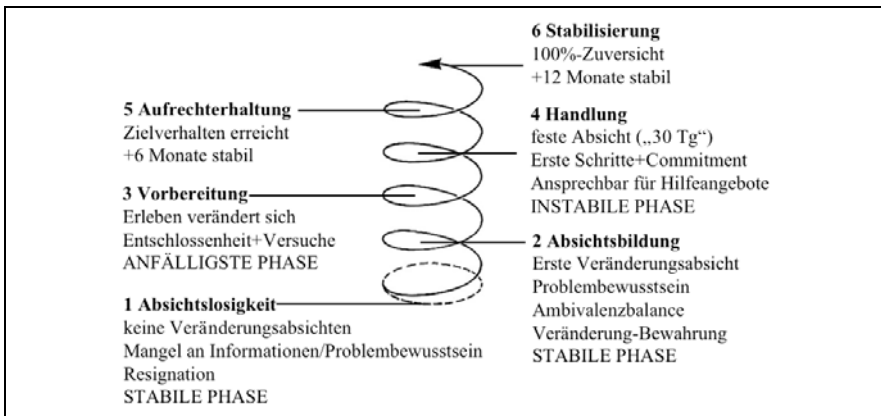 6 Stabilisierung
100%-Zuversicht
+12 Monate stabil
5 Aufrechterhaltung
Zielverhalten erreicht
+6 Monate stabil
4 Handlung
feste Absicht („30 Tg“)
Erste Schritte+Commitment
Ansprechbar für Hilfeangebote
INSTABILE PHASE
3 Vorbereitung
Erleben verändert sich
Entschlossenheit+Versuche
ANFÄLLIGSTE PHASE
2 Absichtsbildung
Erste Veränderungsabsicht
Problembewusstsein
Ambivalenzbalance
Veränderung-Bewahrung
STABILE PHASE
1 Absichtslosigkeit
keine Veränderungsabsichten
Mangel an Informationen/Problembewusstsein
Resignation
STABILE PHASE